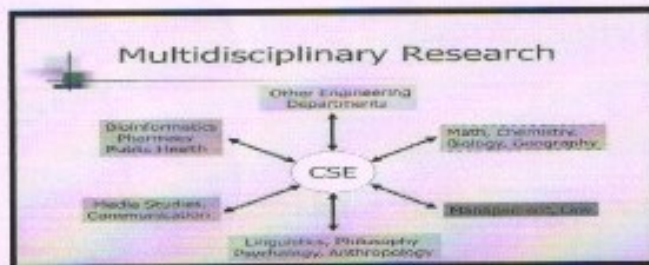 Multidisciplinary Research
Other Engineering
Departments
Bioinformatics
Pharmacy
Public Health
Math, Chemistry,
Biology, Geography
CSE
Media Studies,
Communication
Management, Law
Linguistics, Philosophy
Psychology, Anthropology